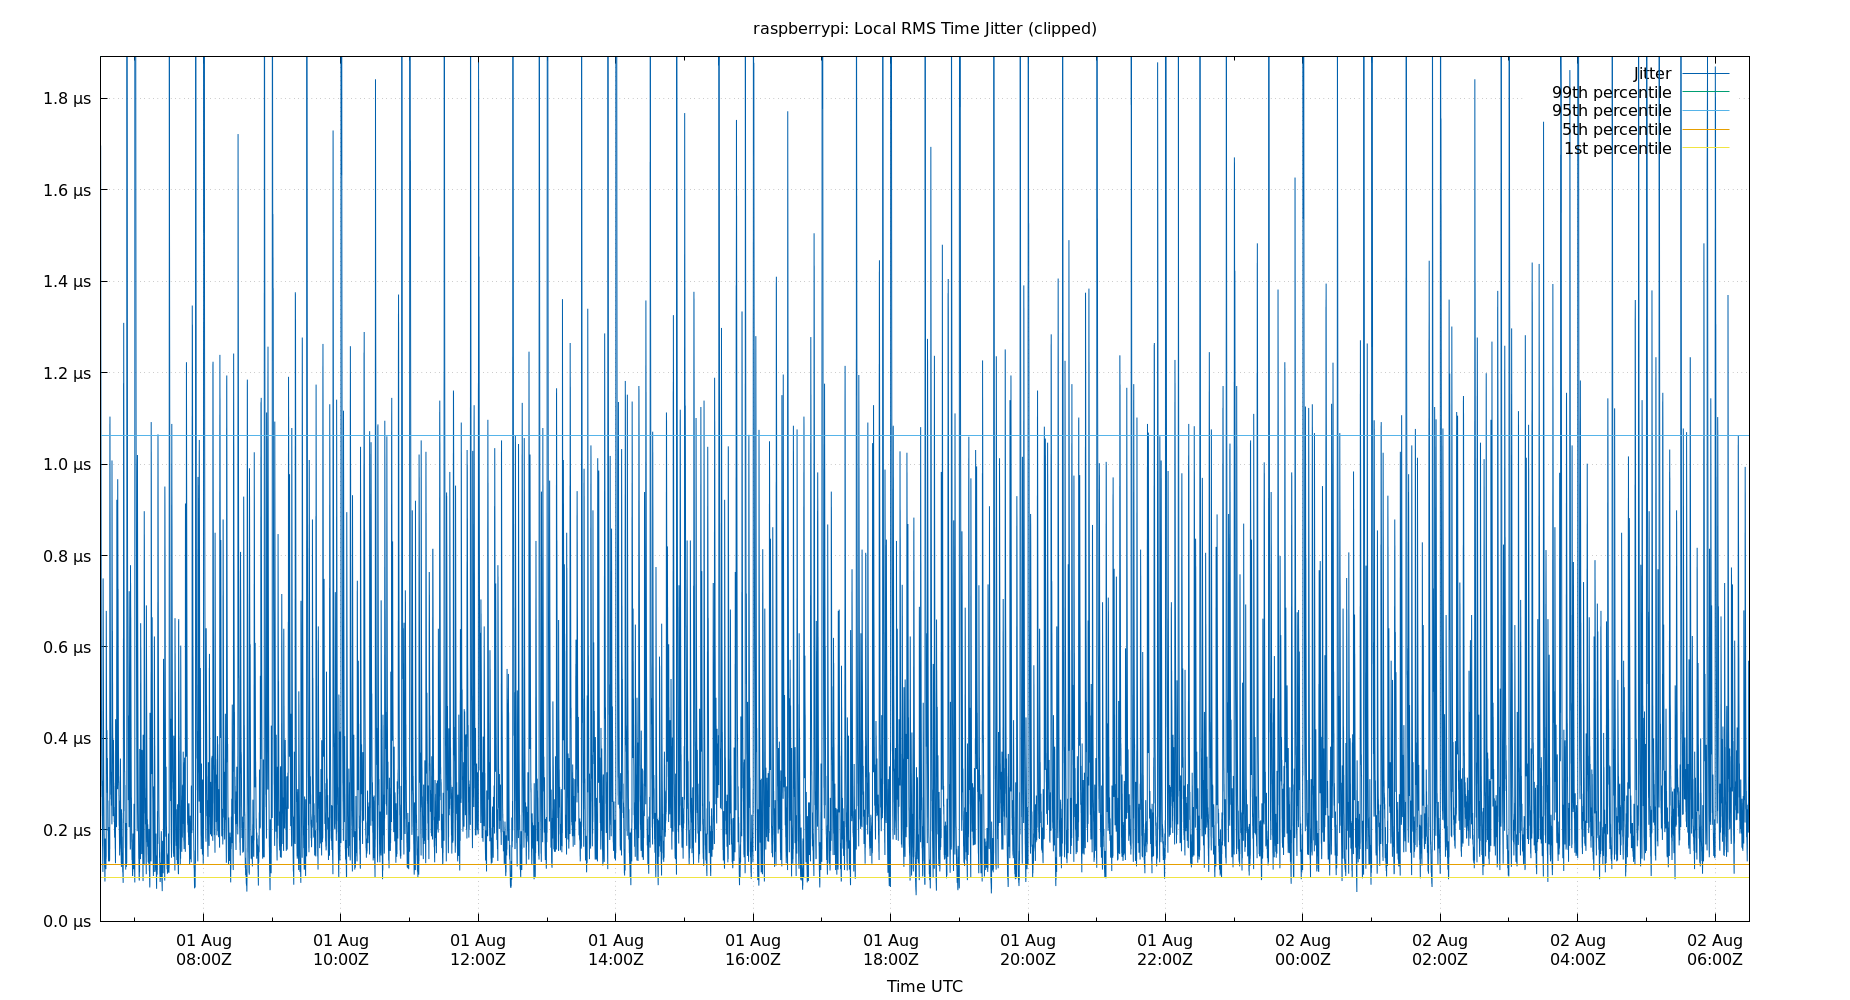 raspberrypi: Local RMS Time Jitter (clipped)
Jitter
99th percentile
95th percentile
5th percentile
1st percentile
1.8 µs
1.6 µs
1.4 µs
1.2 µs
1.0 µs
0.8 µs
0.6 µs
0.4 µs
0.2 µs
0.0 µs
01 Aug 01 Aug 01 Aug 01 Aug 01 Aug 01 Aug 01 Aug 01 Aug 02 Aug 02 Aug 02 Aug 02 Aug
08:00Z 10:00Z 12:00Z 14:00Z 16:00Z 18:00Z 20:00Z 22:00Z 00:00Z 02:00Z 04:00Z 06:00Z
Time UTC